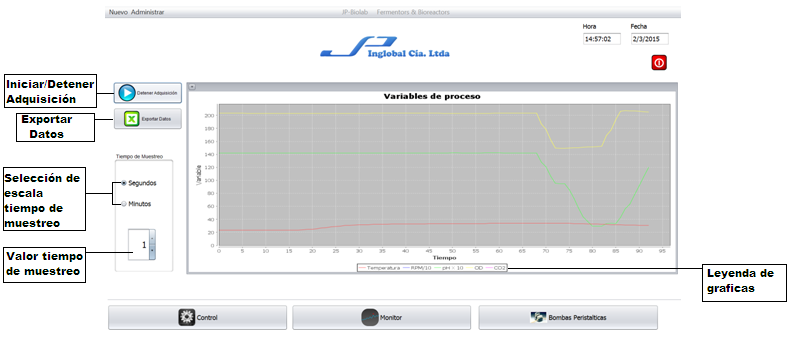 Nuevo Administrar
JP Biolab Fermentors & Bioreactors
Hora
Fecha
14:57:02
2/3/2015
Inglobal Cia. Ltda
Iniciar/Detener
Adquisición
Detener Adquisición
Exportar
Datos
Exportar Datos
Variables de proceso
Variable
200
180
160
140
120
100
80
60
40
20
0
0 5 10 15 20 25 30 35 40 45 50 55 60 65 70 75 80 85 90 95
Tiempo
Temperatura RPM/10 pH * 10 OD CO2
Tiempo de Muestreo
Segundos
Minutos
1
Selección de
escala
tiempo de
muestreo
Valor tiempo
de muestreo
Leyenda de
graficas
Control
Monitor
Bombas Peristalticas